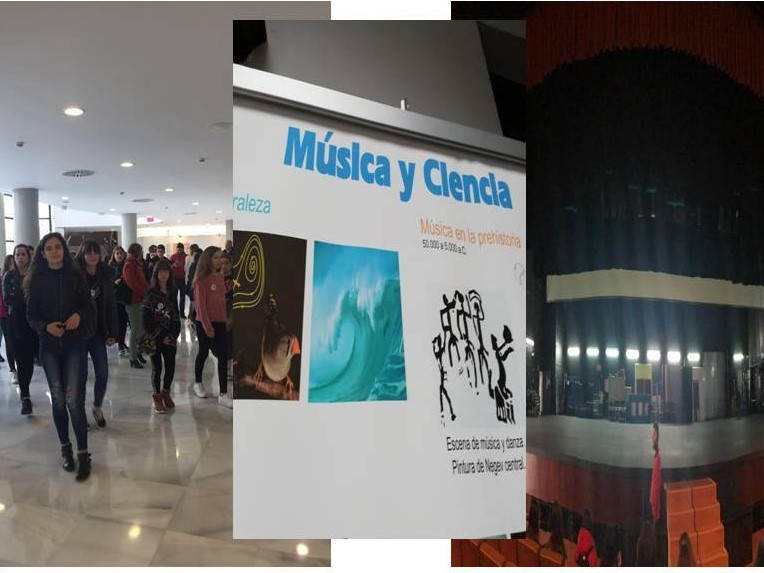 Música y Ciencia
raleza
Música en la prehistoria
50.000 a 5.000 a.C.
Escena de música y danza.
Pintura de Negev central.